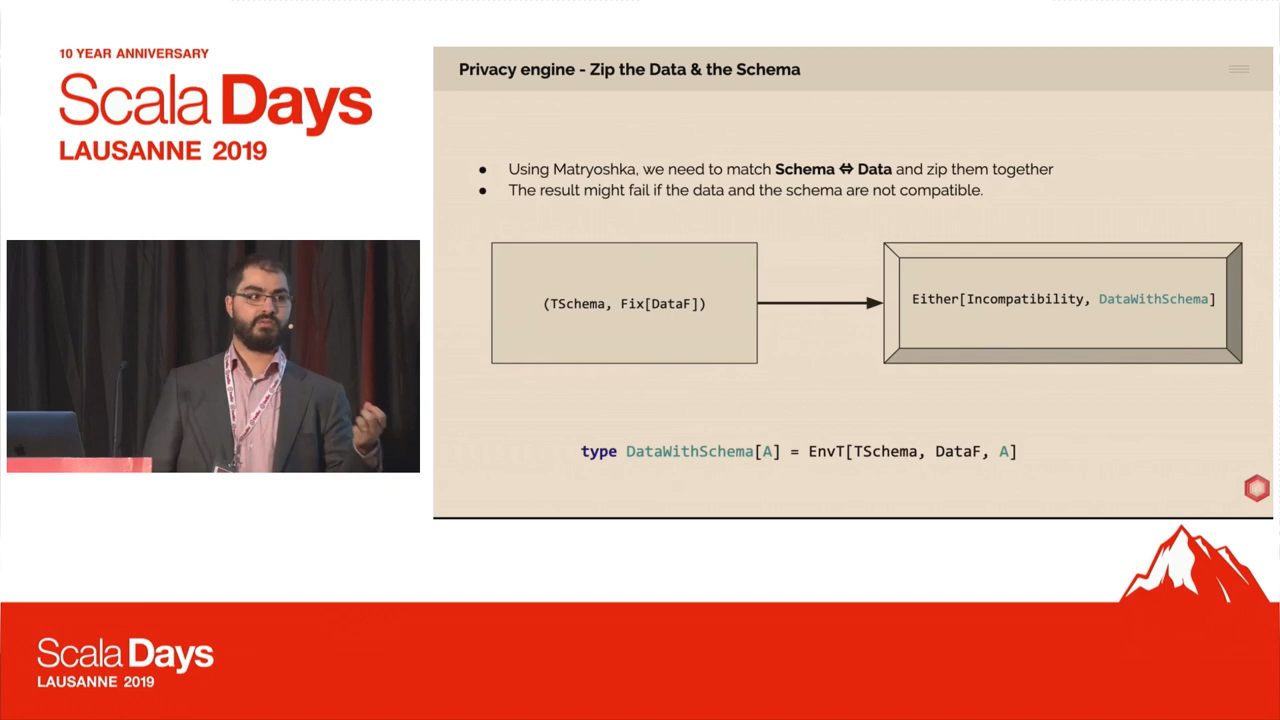 10 YEAR ANNIVERSARY
Scala Days
LAUSANNE 2019
Privacy engine - Zip the Data & the Schema
● Using Matryoshka, we need to match Schema ⇔ Data and zip them together
● The result might fail if the data and the schema are not compatible.
(TSchema, Fix[DataF])
Either[Incompatibility, DataWithSchema]
type DataWithSchema[A] = EnvT[TSchema, DataF, A]
Scala Days
LAUSANNE 2019